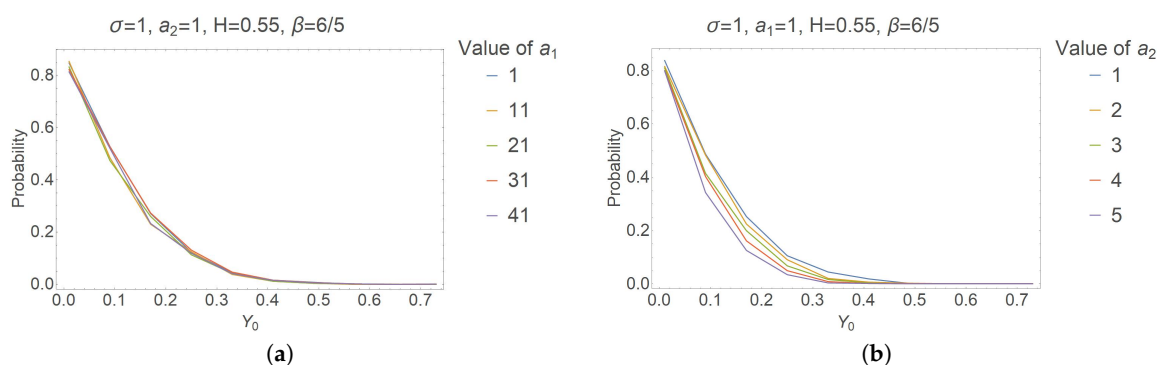 σ=1, a₂=1, H=0.55, β=6/5
Value of a₁
1
11
21
31
41
Probability
0.8
0.6
0.4
0.2
0.0
0.0 0.1 0.2 0.3 0.4 0.5 0.6 0.7
Y₀
(a)
σ=1, a₁=1, H=0.55, β=6/5
Value of a₂
1
2
3
4
5
Probability
0.8
0.6
0.4
0.2
0.0
0.0 0.1 0.2 0.3 0.4 0.5 0.6 0.7
Y₀
(b)